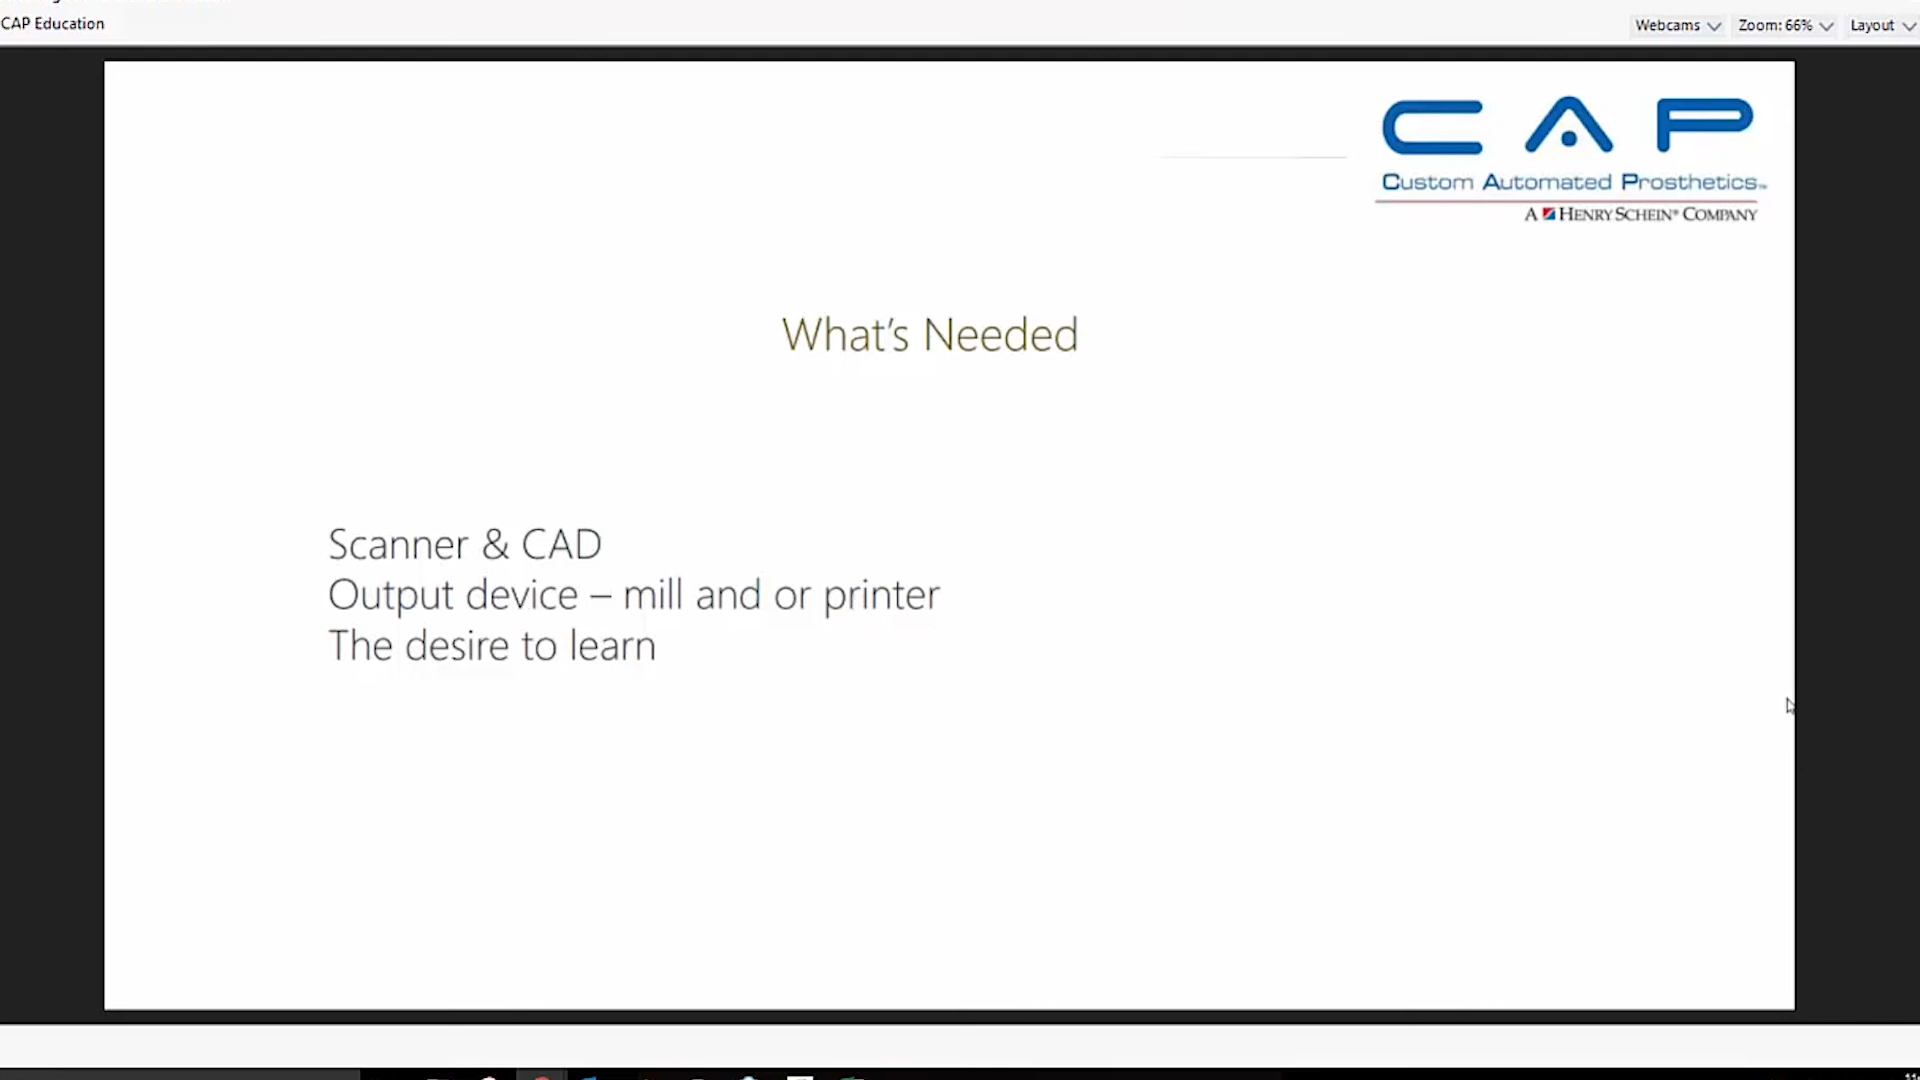 CAP Education
Webcams
Zoom: 66%
Layout
CAP
Custom Automated Prosthetics™
A HENRY SCHEIN® COMPANY
What's Needed
Scanner & CAD
Output device – mill and or printer
The desire to learn